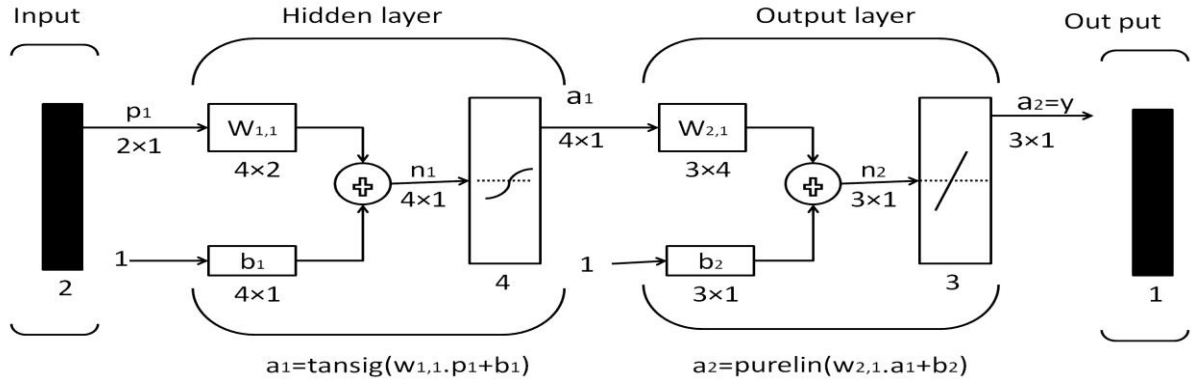 Input
Hidden layer
Output layer
Out put
p1
2×1
W1,1
4×2
n1
4×1
a1
4×1
W2,1
3×4
n2
3×1
a2=y
3×1
1
b1
4×1
1
b2
3×1
2
4
3
1
a1=tansig(w1,1.p1+b1)
a2=purelin(w2,1.a1+b2)